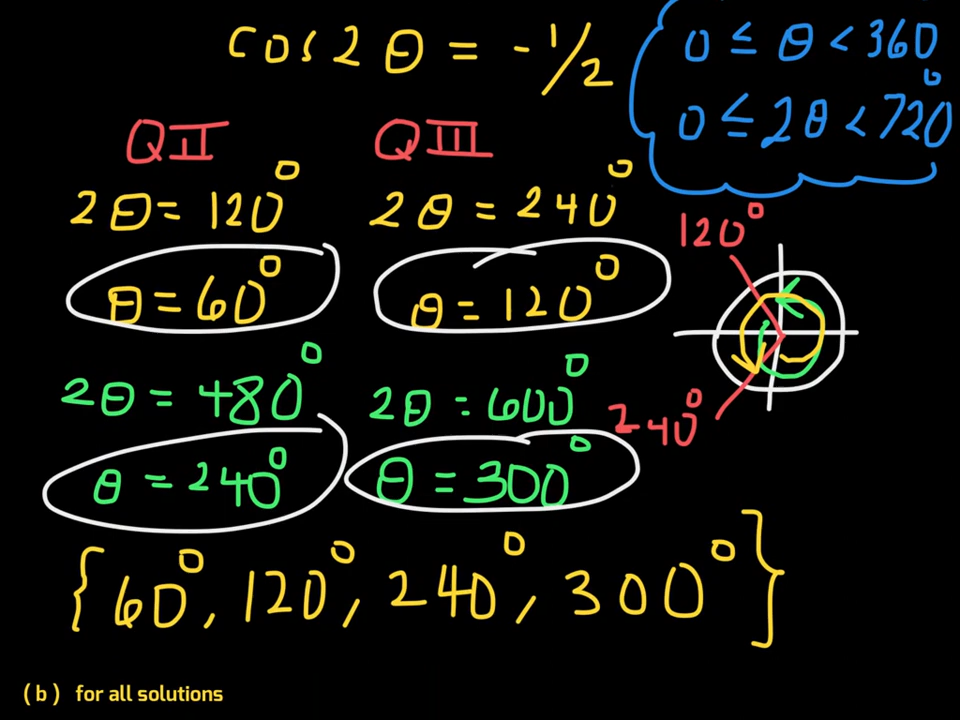 cos 2θ = -1/2
0 ≤ θ < 360°
0 ≤ 2θ < 720°
QII QIII
2θ = 120° 2θ = 240°
θ = 60° θ = 120°
120°
2θ = 480° 2θ = 600°
240°
θ = 240° θ = 300°
{60°, 120°, 240°, 300°}
(b) for all solutions